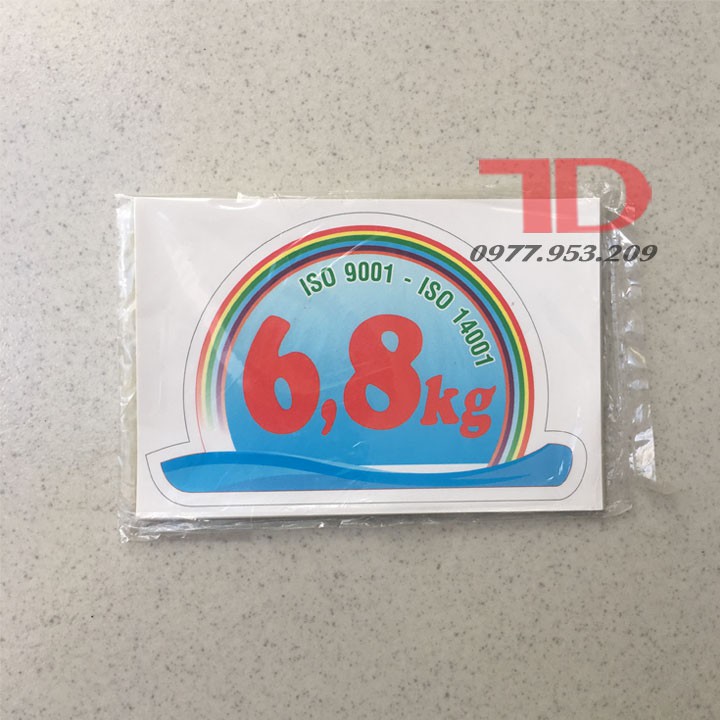 TD
0977.953.209
ISO 9001 - ISO 14001
6,8kg